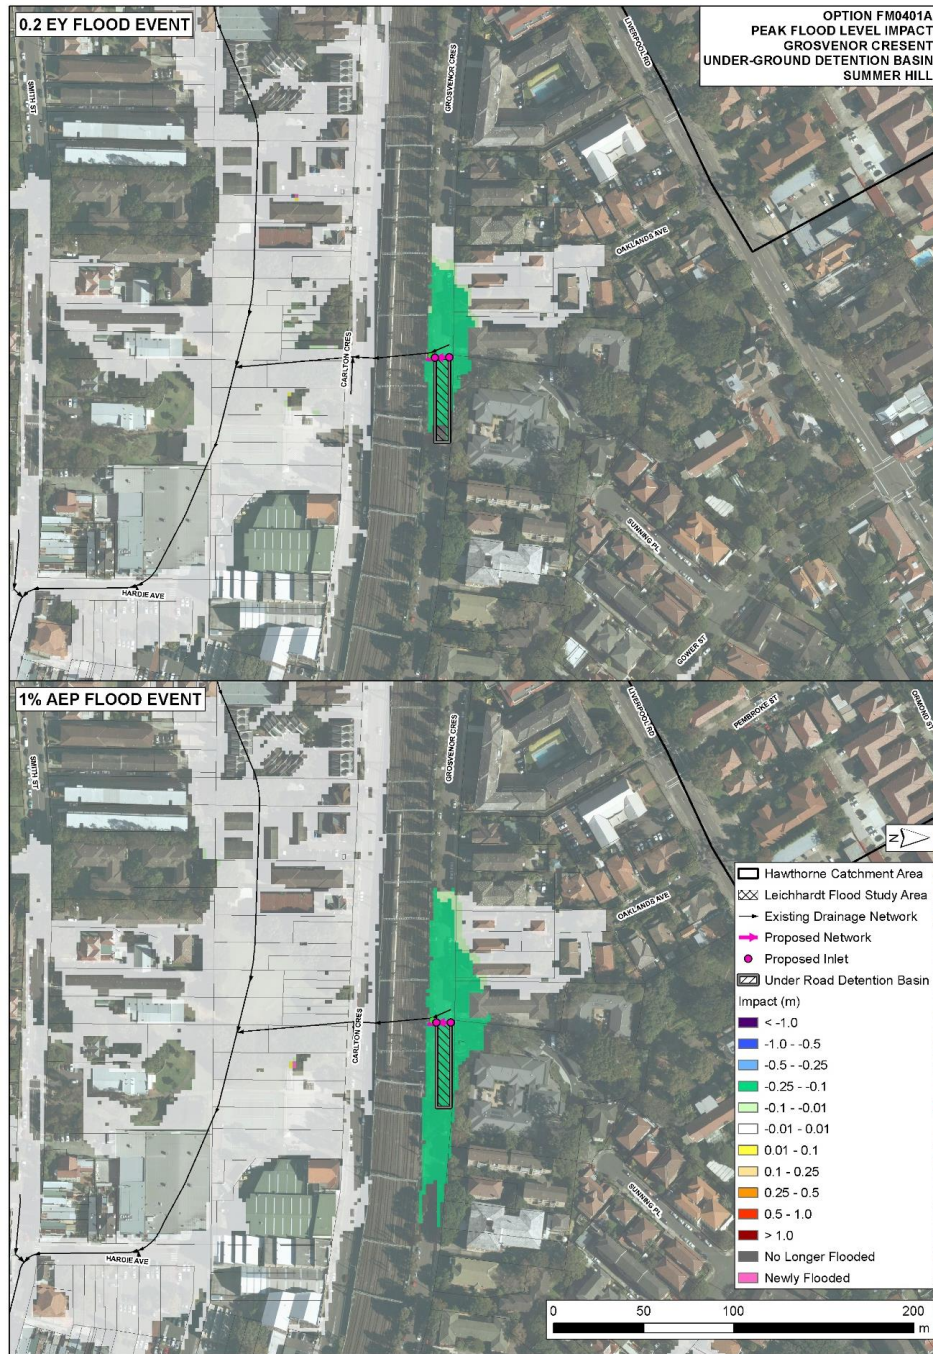 0.2 EY FLOOD EVENT
OPTION FM0401A
PEAK FLOOD LEVEL IMPACT
GROSVENOR CRESENT
UNDER-GROUND DETENTION BASIN
SUMMER HILL
SMITH ST
GROSVENOR CRES
LIVERPOOL RD
OAKLANDS AVE
CARLTON CRES
SUNNING PL
HARDIE AVE
GOWER ST
1% AEP FLOOD EVENT
SMITH ST
GROSVENOR CRES
LIVERPOOL RD
PEMBROKE ST
ORMOND ST
OAKLANDS AVE
CARLTON CRES
SUNNING PL
HARDIE AVE
N
Hawthorne Catchment Area
Leichhardt Flood Study Area
Existing Drainage Network
Proposed Network
Proposed Inlet
Under Road Detention Basin
Impact (m)
< -1.0
-1.0 - -0.5
-0.5 - -0.25
-0.25 - -0.1
-0.1 - -0.01
-0.01 - 0.01
0.01 - 0.1
0.1 - 0.25
0.25 - 0.5
0.5 - 1.0
> 1.0
No Longer Flooded
Newly Flooded
0 50 100 200
m